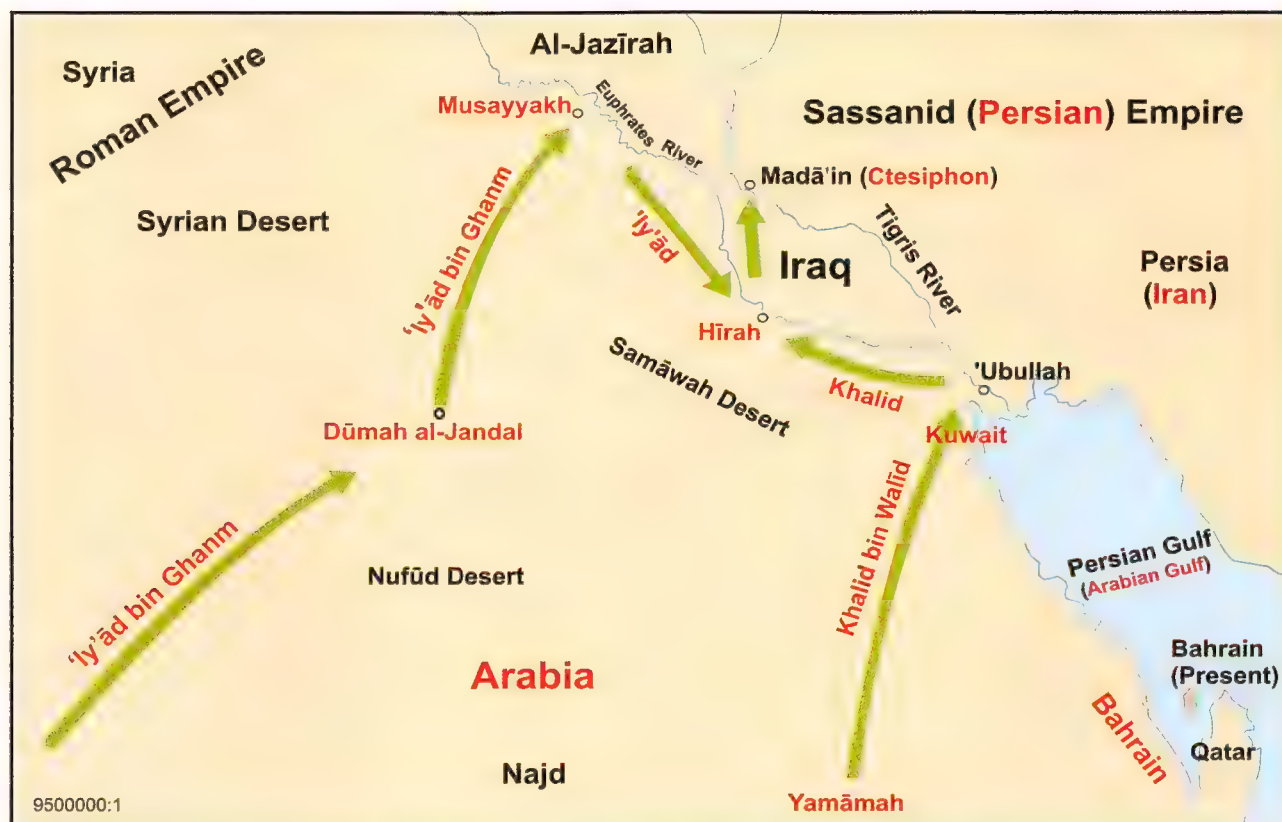 Al-Jazīrah
Syria
Roman Empire
Musayyakh
Euphrates River
Sassanid (Persian) Empire
Madā'in (Ctesiphon)
Syrian Desert
'Iy'ād bin Ghanm
'Iy'ād
Tigris River
Iraq
Persia
(Iran)
Hīrah
Samāwah Desert
Khalid
'Ubullah
Dūmah al-Jandal
Kuwait
‘Iy’ād bin Ghanm
Khalid bin Walīd
Nufūd Desert
Persian Gulf
(Arabian Gulf)
Arabia
Bahrain
(Present)
Bahrain
Qatar
Najd
Yamāmah
9500000:1